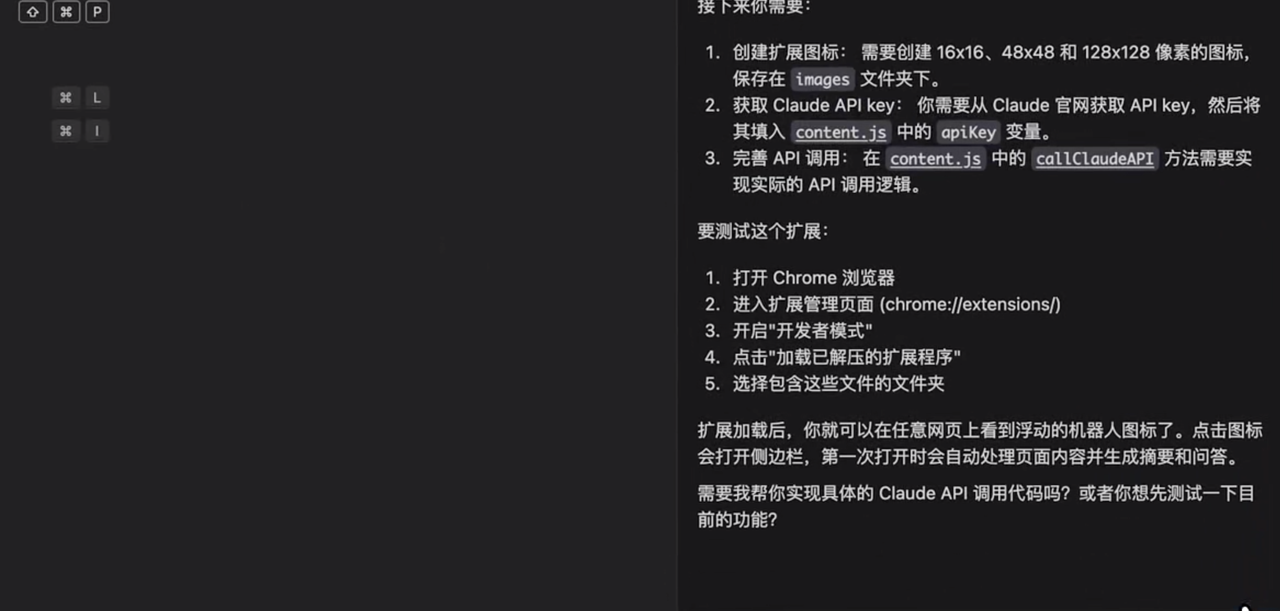 ⇧ ⌘ P
⌘ L
⌘ I
接下来你需要：
1. 创建扩展图标： 需要创建 16x16、48x48 和 128x128 像素的图标，
保存在 images 文件夹下。
2. 获取 Claude API key： 你需要从 Claude 官网获取 API key，然后将
其填入 content.js 中的 apiKey 变量。
3. 完善 API 调用： 在 content.js 中的 callClaudeAPI 方法需要实
现实际的 API 调用逻辑。
要测试这个扩展：
1. 打开 Chrome 浏览器
2. 进入扩展管理页面 (chrome://extensions/)
3. 开启"开发者模式"
4. 点击"加载已解压的扩展程序"
5. 选择包含这些文件的文件夹
扩展加载后，你就可以在任意网页上看到浮动的机器人图标了。点击图标
会打开侧边栏，第一次打开时会自动处理页面内容并生成摘要和问答。
需要我帮你实现具体的 Claude API 调用代码吗？或者你想先测试一下目
前的功能？